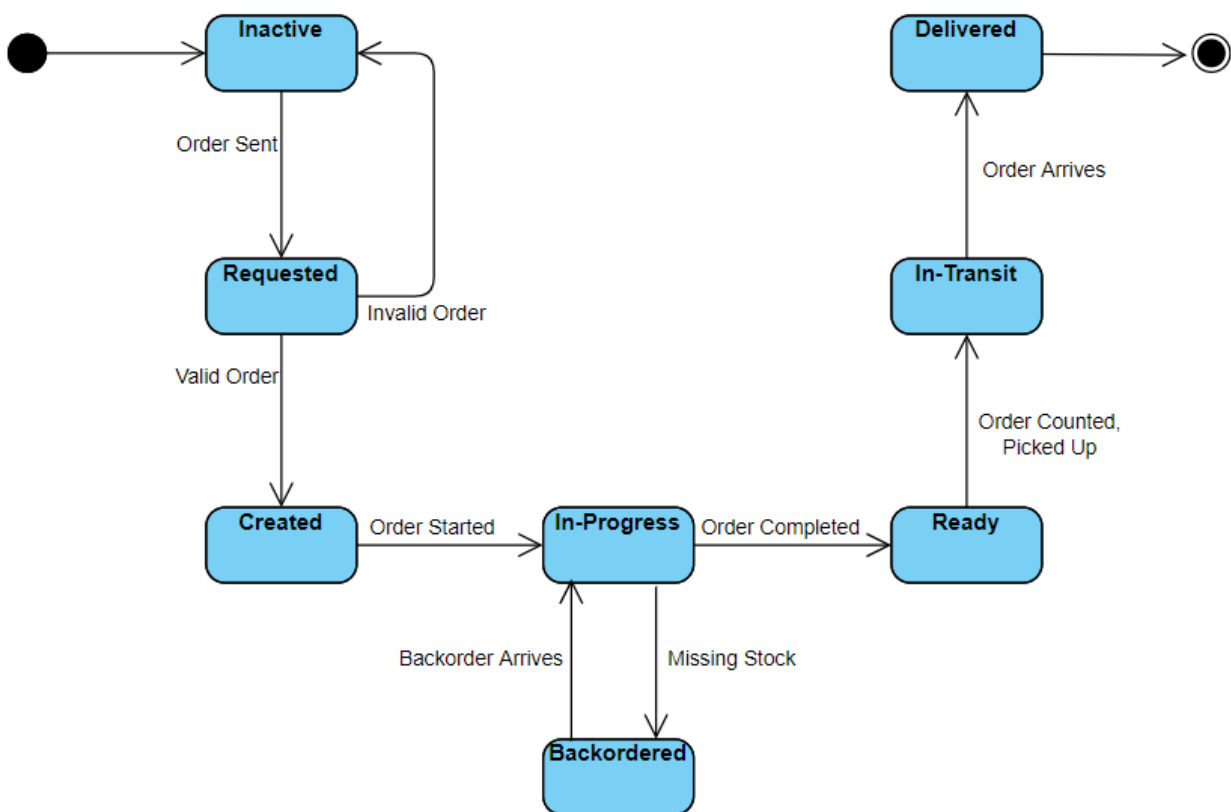 Inactive
Delivered
Order Sent
Order Arrives
Requested
In-Transit
Invalid Order
Valid Order
Order Counted,
Picked Up
Created
Order Started
In-Progress
Order Completed
Ready
Backorder Arrives
Missing Stock
Backordered